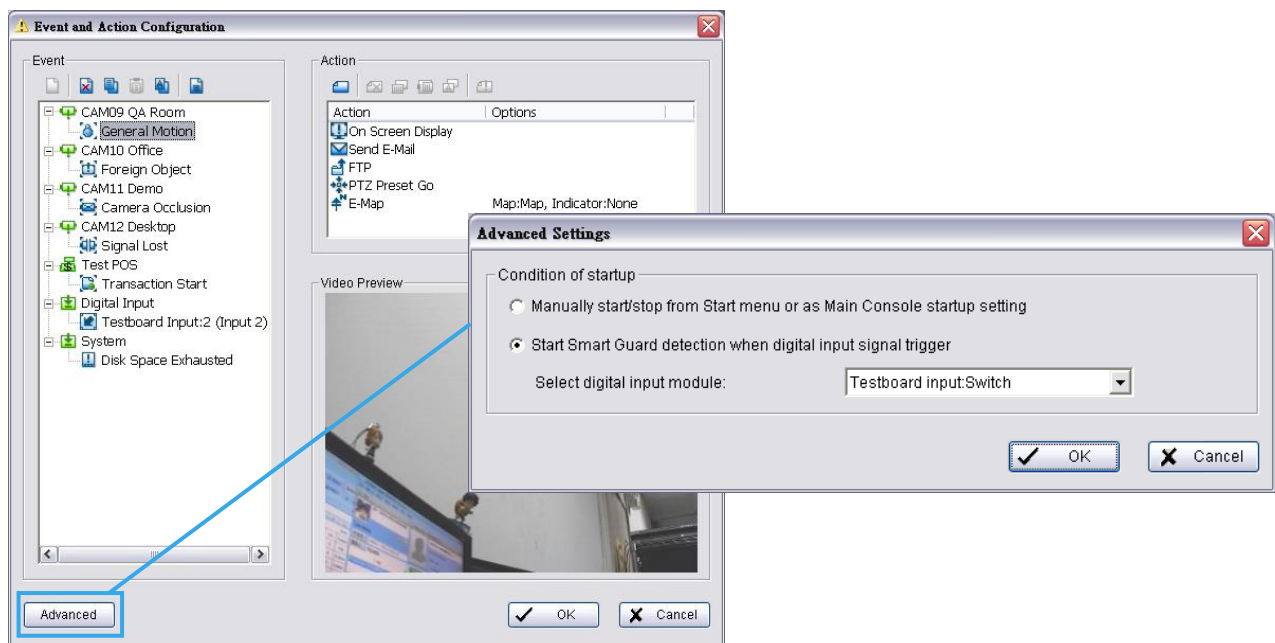 Event and Action Configuration
Event
CAM09 QA Room
General Motion
CAM10 Office
Foreign Object
CAM11 Demo
Camera Occlusion
CAM12 Desktop
Signal Lost
Test POS
Transaction Start
Digital Input
Testboard Input:2 (Input 2)
System
Disk Space Exhausted
Advanced
Action
Action Options
On Screen Display
Send E-Mail
FTP
PTZ Preset Go
E-Map Map:Map, Indicator:None
Video Preview
OK Cancel
Advanced Settings
Condition of startup
Manually start/stop from Start menu or as Main Console startup setting
Start Smart Guard detection when digital input signal trigger
Select digital input module: Testboard input:Switch
OK Cancel